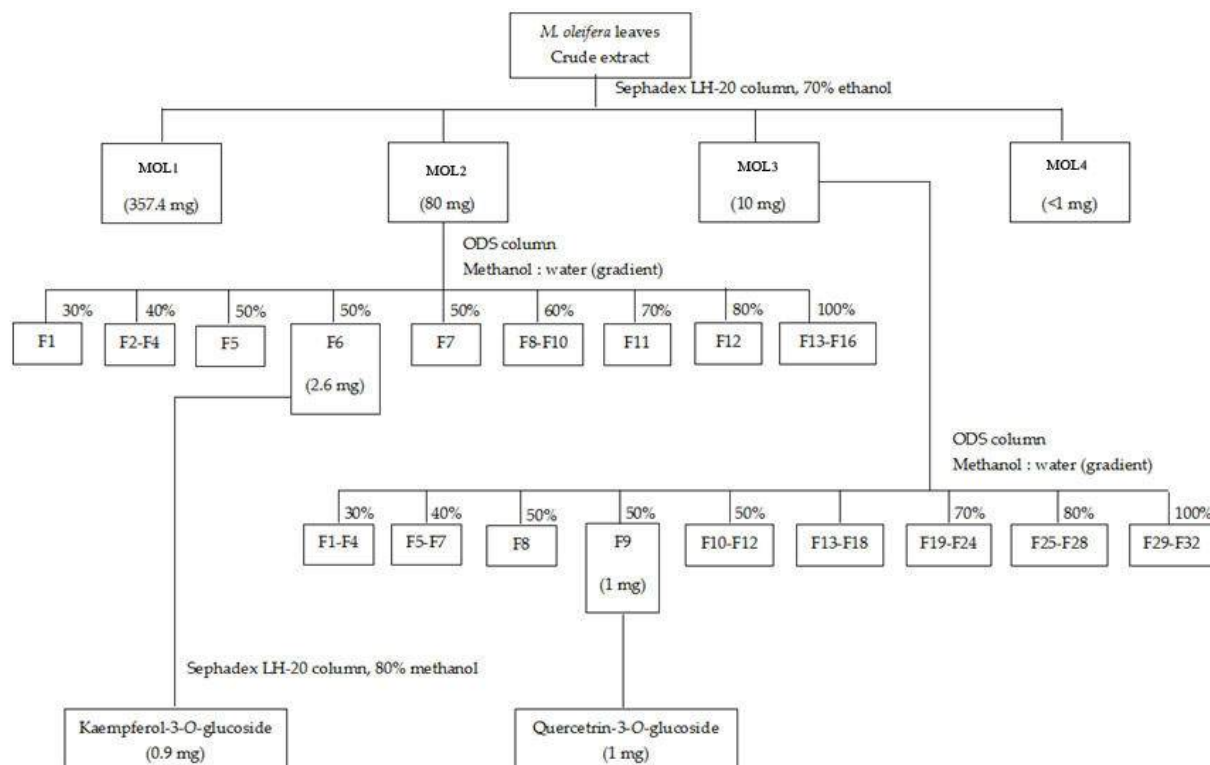 M. oleifera leaves
Crude extract
Sephadex LH-20 column, 70% ethanol
MOL1
(357.4 mg)
MOL2
(80 mg)
MOL3
(10 mg)
MOL4
(<1 mg)
ODS column
Methanol : water (gradient)
30% 40% 50% 50% 50% 60% 70% 80% 100%
F1 F2-F4 F5 F6 F7 F8-F10 F11 F12 F13-F16
(2.6 mg)
ODS column
Methanol : water (gradient)
30% 40% 50% 50% 50% 70% 80% 100%
F1-F4 F5-F7 F8 F9 F10-F12 F13-F18 F19-F24 F25-F28 F29-F32
(1 mg)
Sephadex LH-20 column, 80% methanol
Kaempferol-3-O-glucoside
(0.9 mg)
Quercetrin-3-O-glucoside
(1 mg)